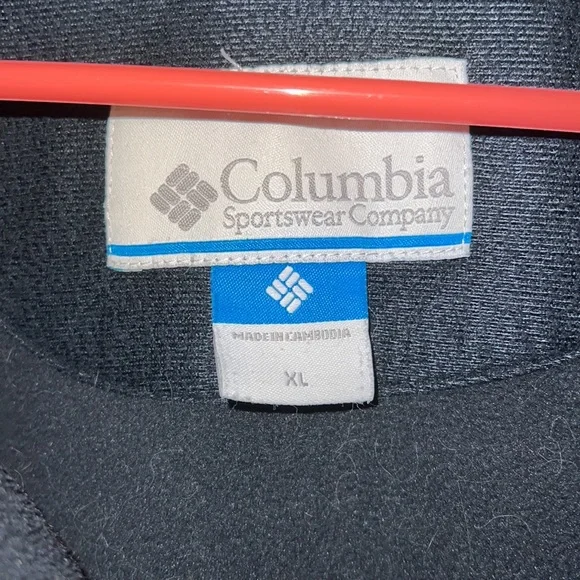 Columbia
Sportswear Company
MADE IN CAMBODIA
XL